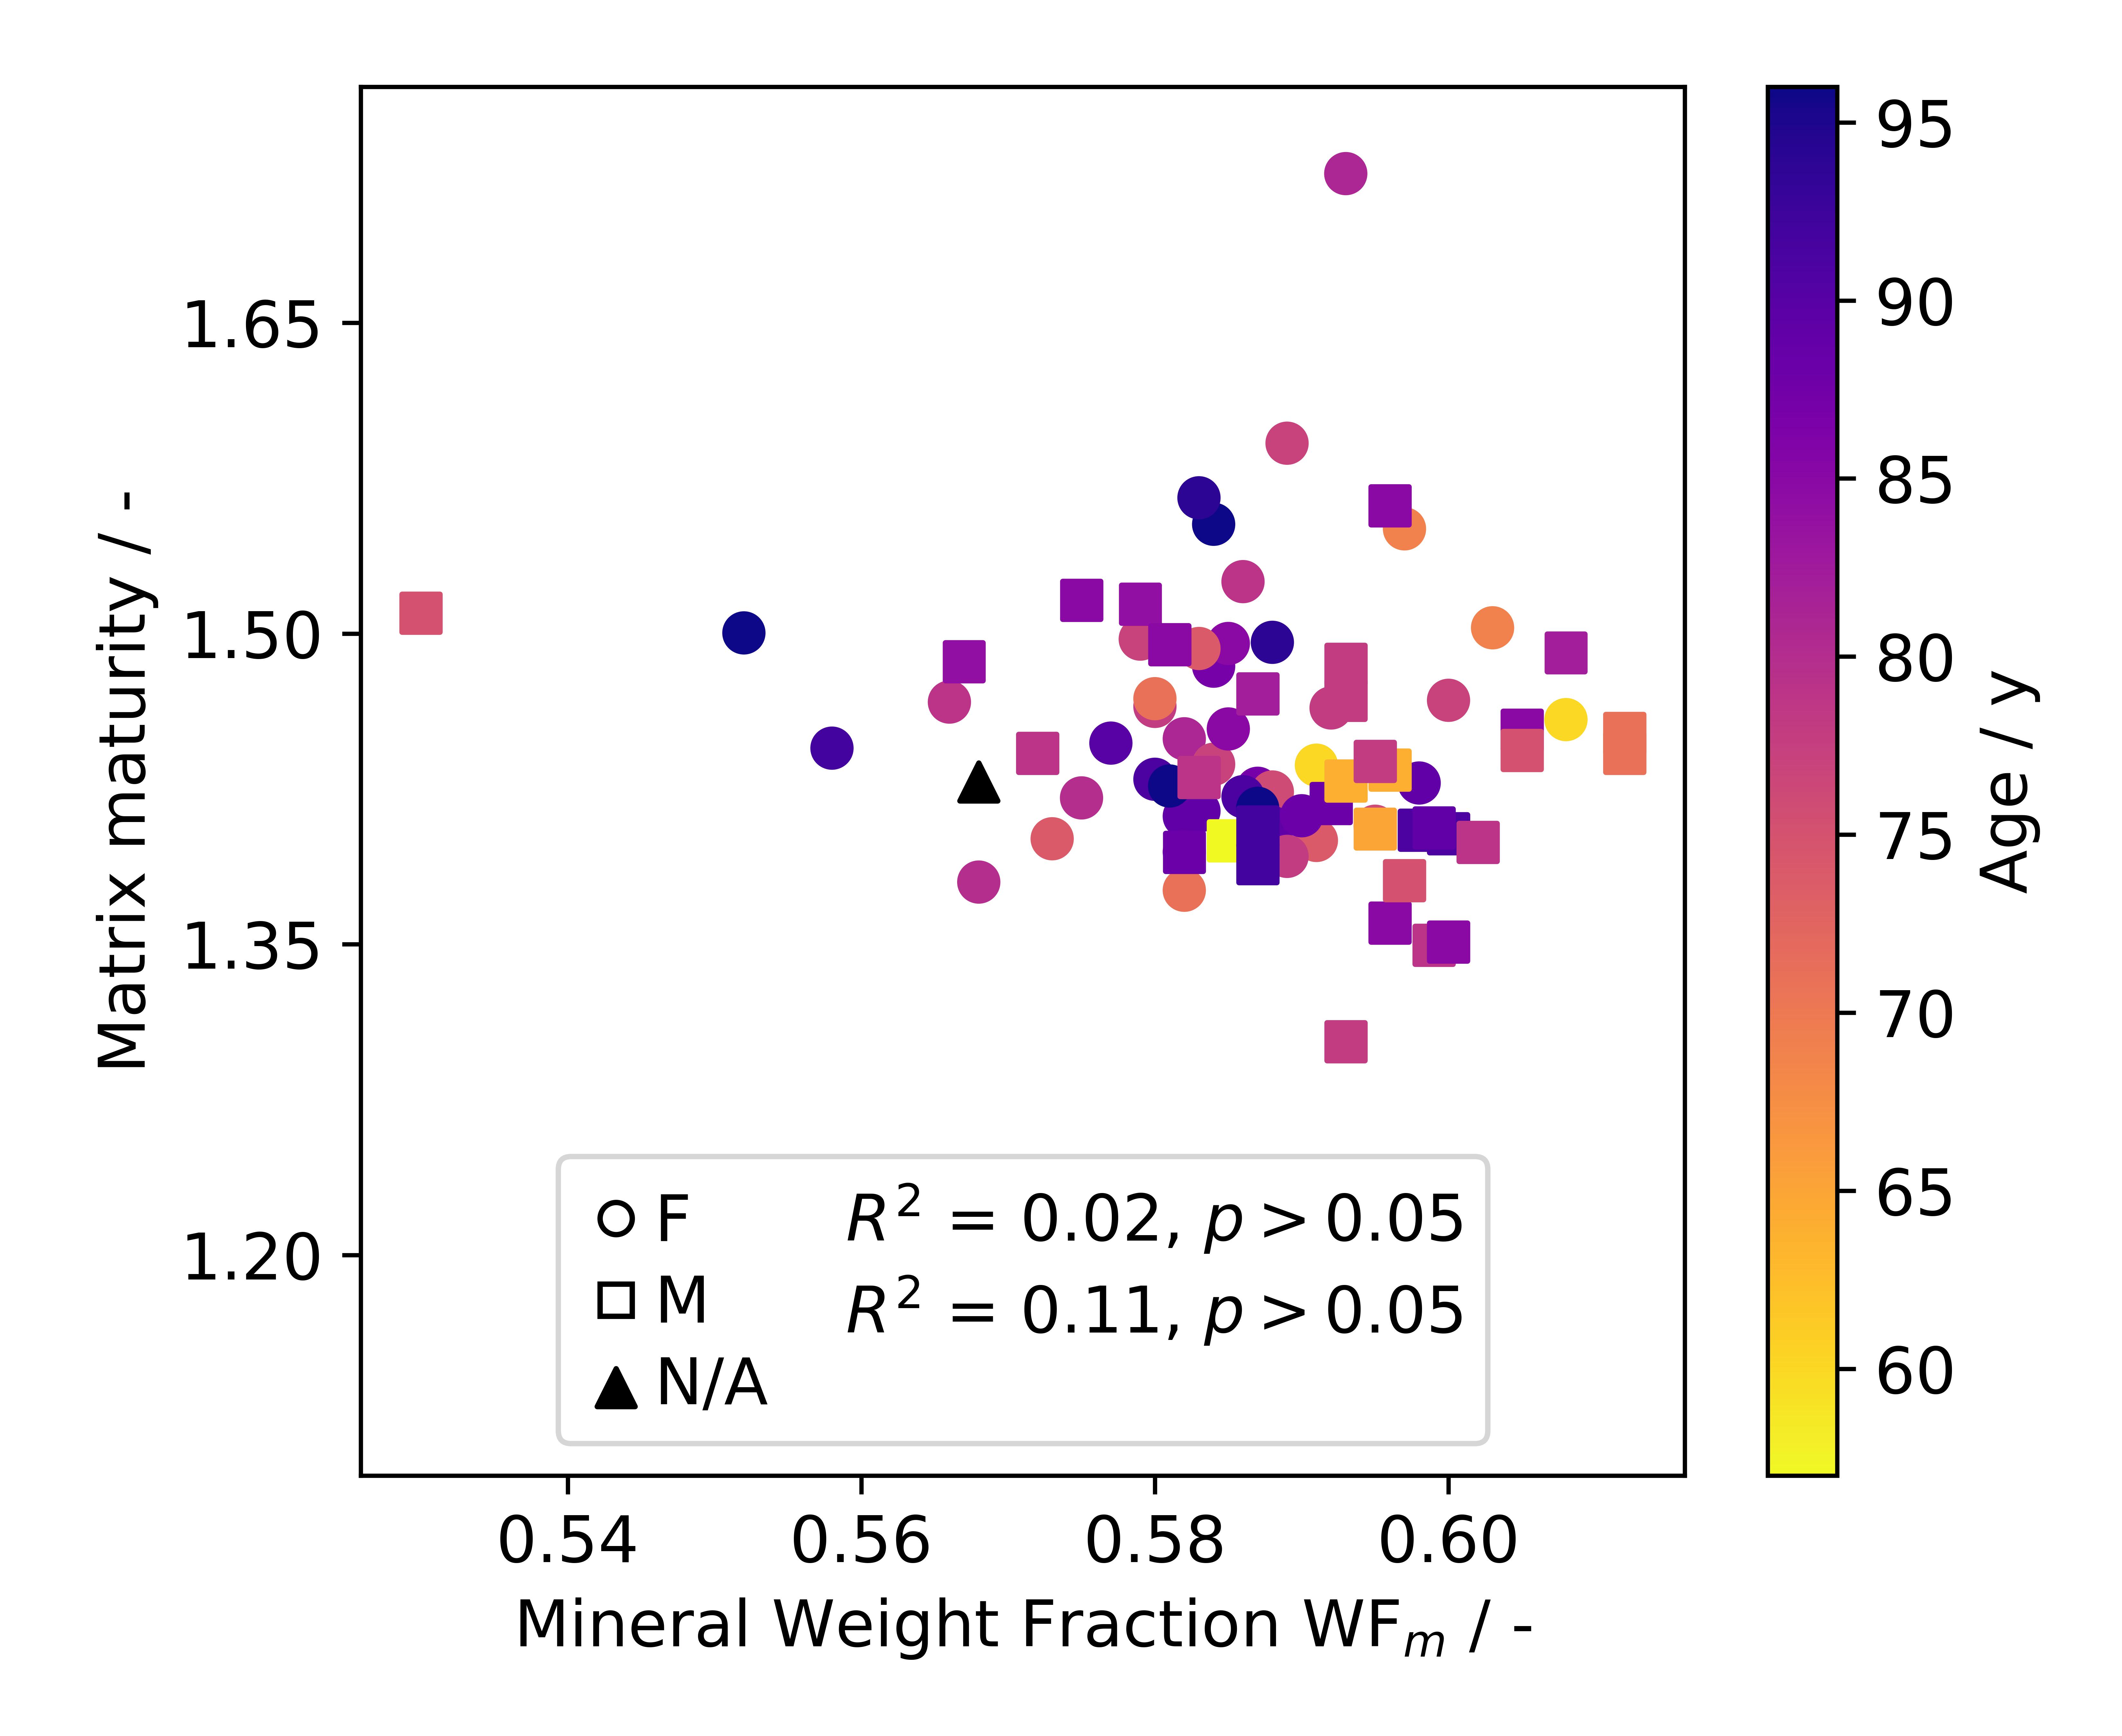 Matrix maturity / -
1.65
1.50
1.35
1.20
F R² = 0.02, p > 0.05
M R² = 0.11, p > 0.05
N/A
0.54 0.56 0.58 0.60
Mineral Weight Fraction WFₘ / -
95
90
85
80
75
70
65
60
Age / y